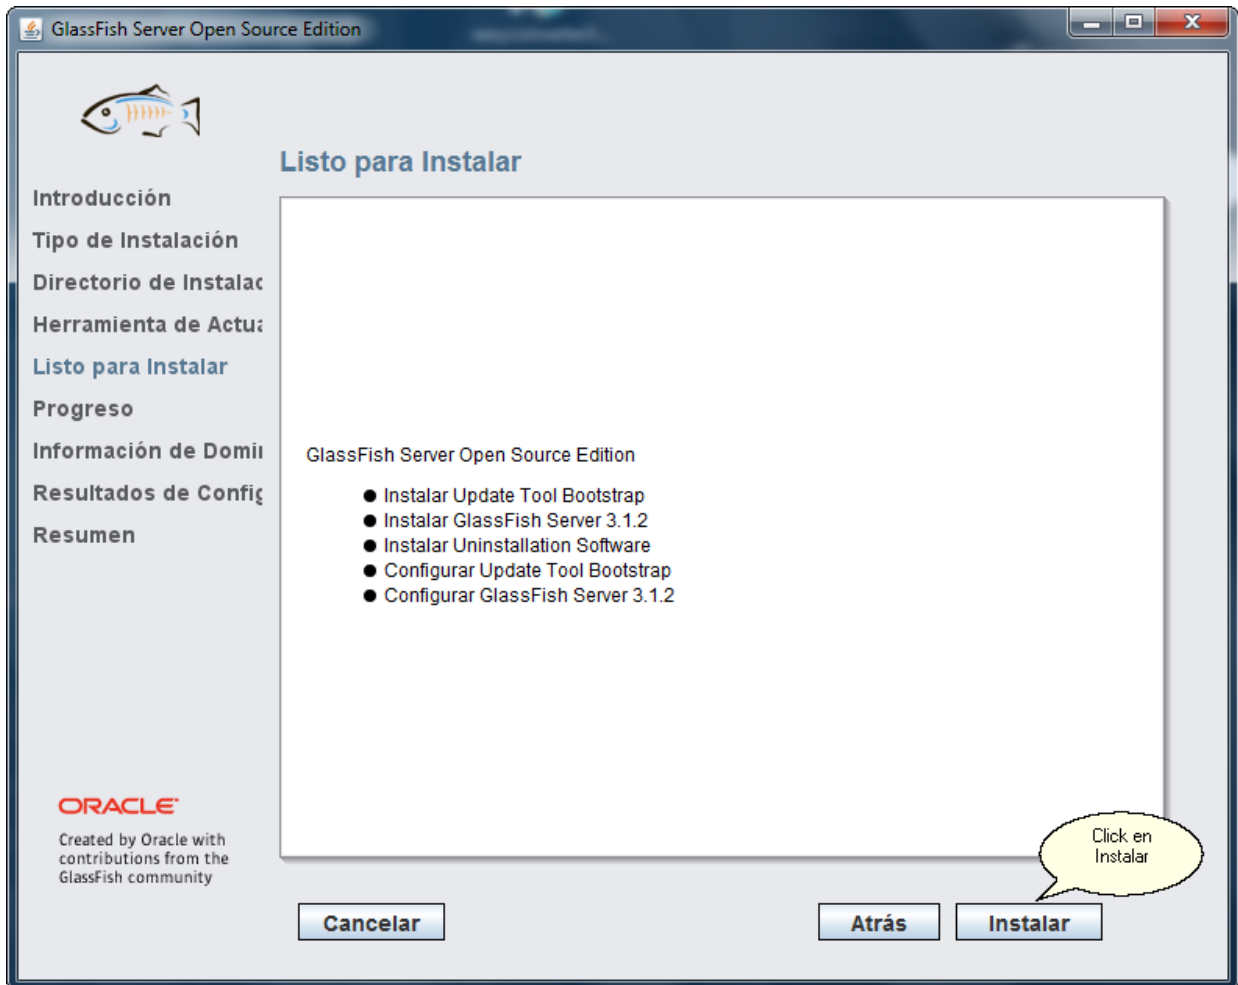 GlassFish Server Open Source Edition
Listo para Instalar
Introducción
Tipo de Instalación
Directorio de Instalac
Herramienta de Actua
Listo para Instalar
Progreso
Información de Domin
Resultados de Config
Resumen
GlassFish Server Open Source Edition
● Instalar Update Tool Bootstrap
● Instalar GlassFish Server 3.1.2
● Instalar Uninstallation Software
● Configurar Update Tool Bootstrap
● Configurar GlassFish Server 3.1.2
ORACLE
Created by Oracle with
contributions from the
GlassFish community
Click en
Instalar
Cancelar
Atrás
Instalar